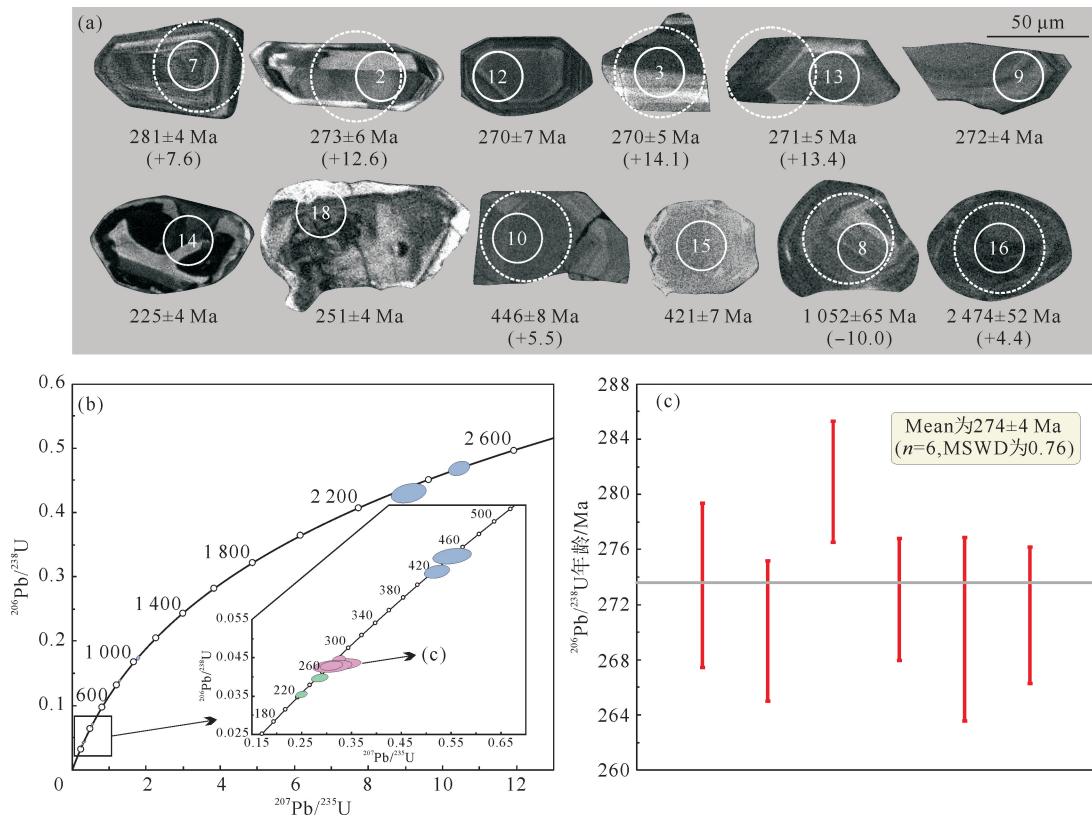 (a)
50 μm
7
2
12
3
13
9
281±4 Ma
273±6 Ma
270±7 Ma
270±5 Ma
271±5 Ma
272±4 Ma
(+7.6)
(+12.6)
(+14.1)
(+13.4)
14
18
10
15
8
16
225±4 Ma
251±4 Ma
446±8 Ma
421±7 Ma
1 052±65 Ma
2 474±52 Ma
(+5.5)
(−10.0)
(+4.4)
(b)
0.6
0.5
0.4
0.3
0.2
0.1
0
2
4
6
8
10
12
²⁰⁶Pb/²³⁸U
²⁰⁷Pb/²³⁵U
2 600
2 200
1 800
1 400
1 000
600
500
460
420
380
340
300
260
220
180
0.055
0.045
0.035
0.025
0.15
0.25
0.35
0.45
0.55
0.65
²⁰⁶Pb/²³⁸U
²⁰⁷Pb/²³⁵U
(c)
(c)
Mean为274±4 Ma
(n=6,MSWD为0.76)
288
284
280
276
272
268
264
260
²⁰⁶Pb/²³⁸U年龄/Ma